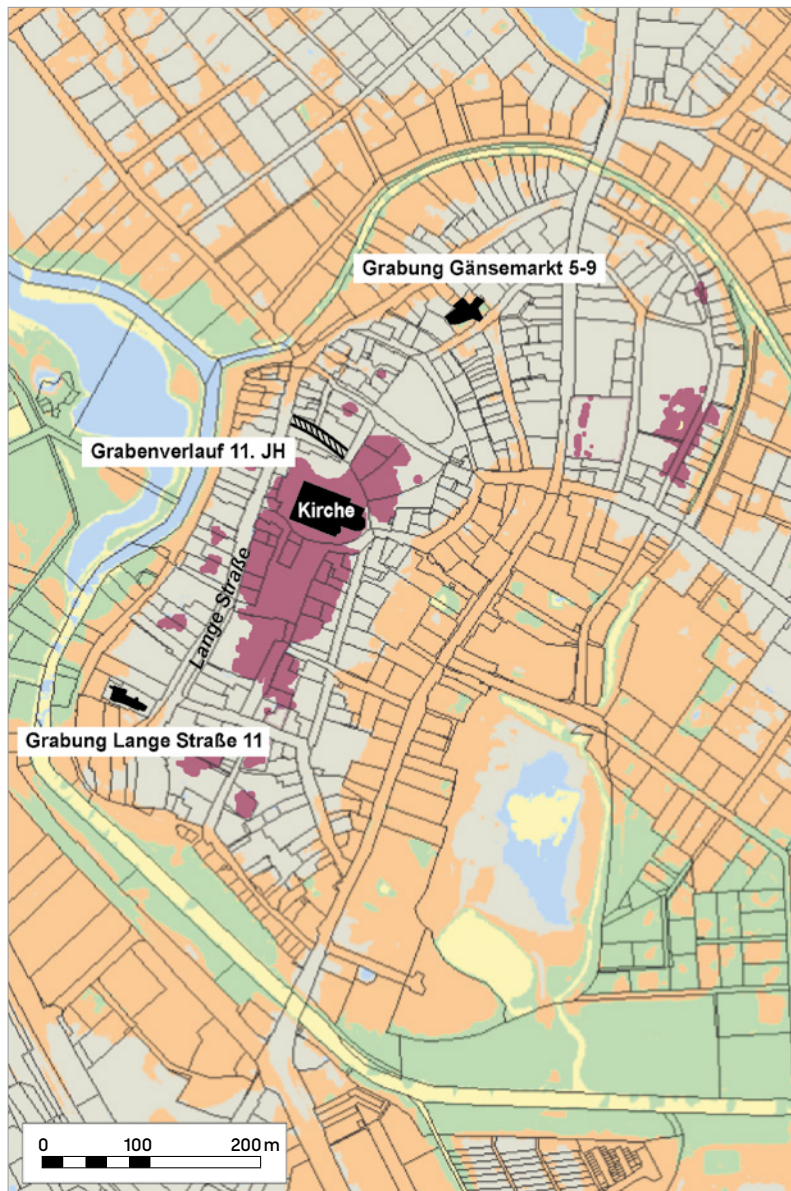 Grabung Gänsemarkt 5-9
Grabenverlauf 11. JH
Kirche
Lange Straße
Grabung Lange Straße 11
0 100 200 m